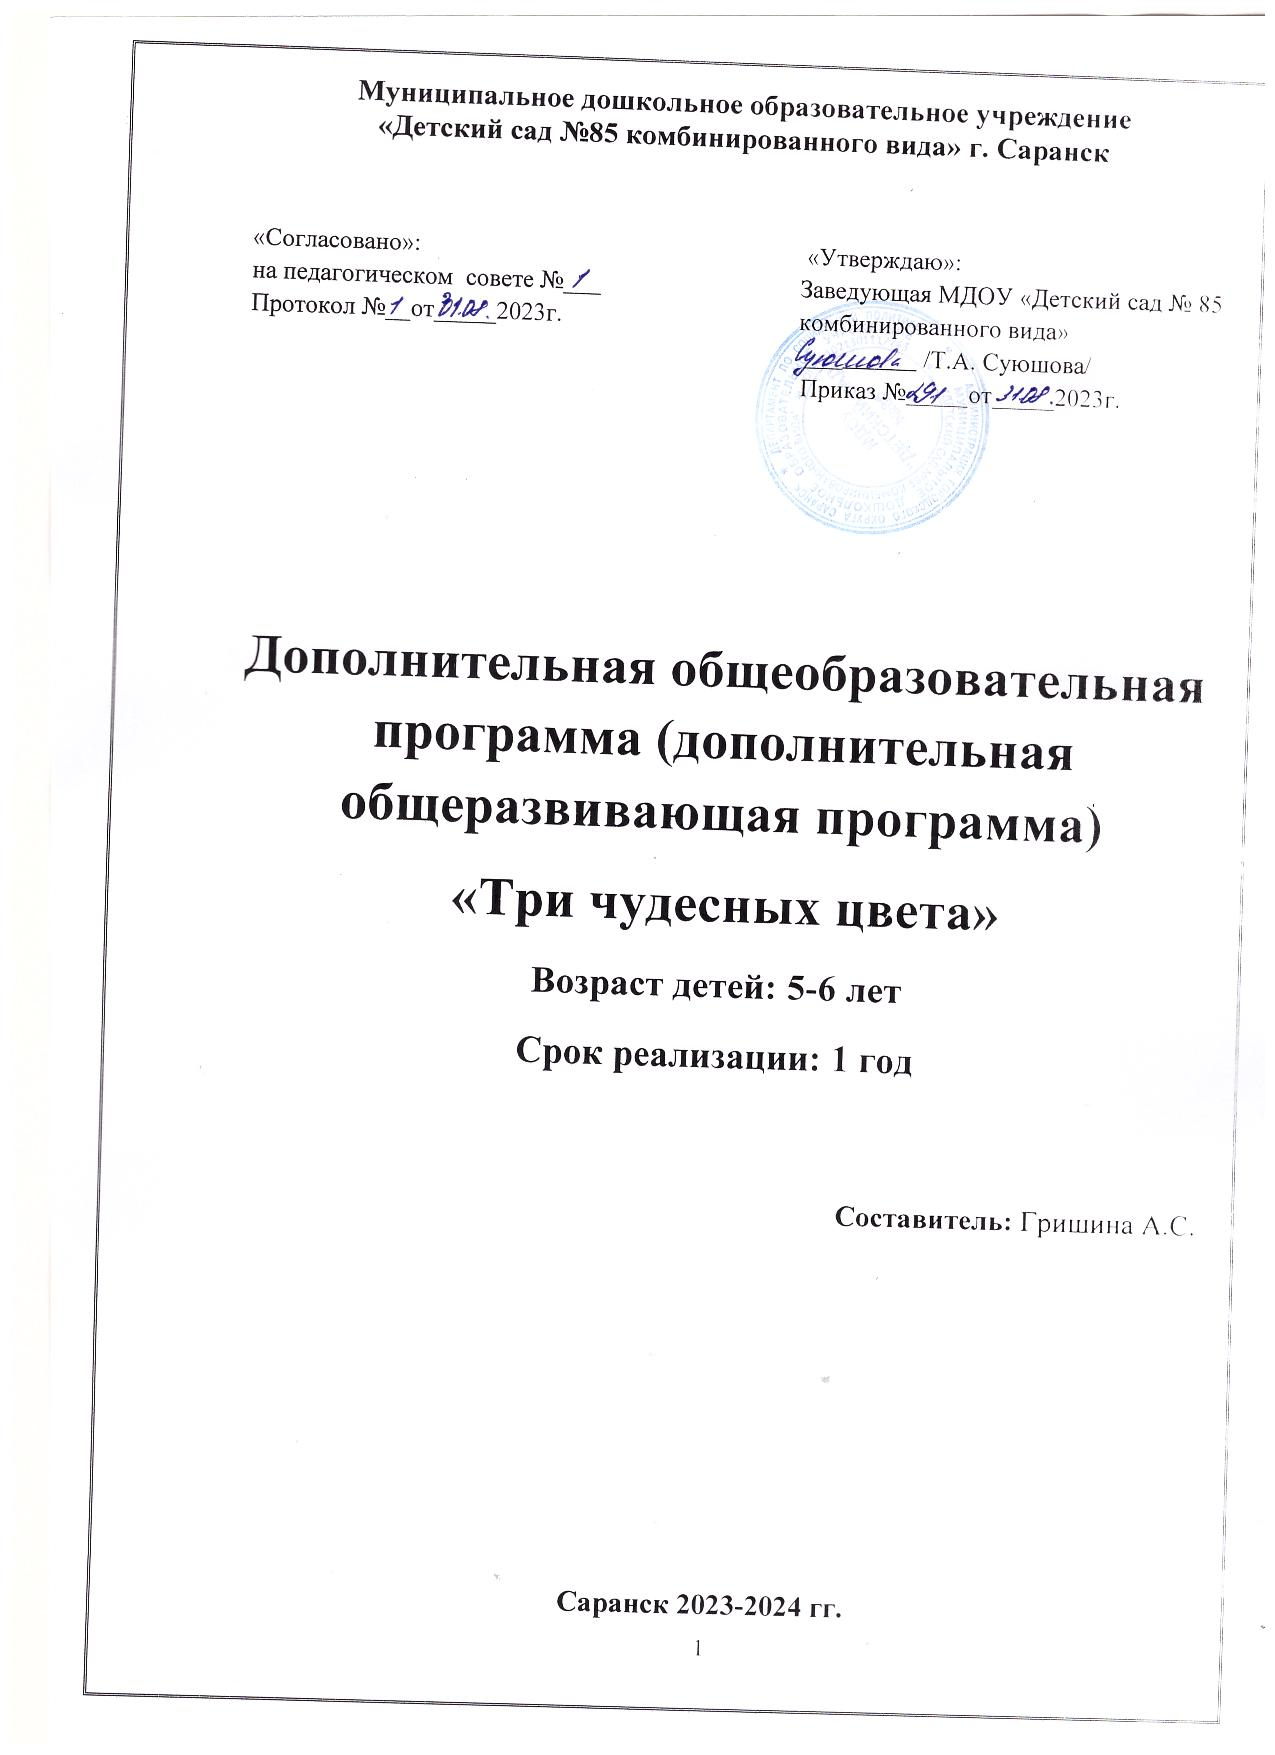 Муниципальное дошкольное образовательное учреждение
«Детский сад №85 комбинированного вида» г. Саранск
«Согласовано»:
на педагогическом совете № 1
Протокол № 1 от 31.08.2023г.
«Утверждаю»:
Заведующая МДОУ «Детский сад № 85
комбинированного вида»
Суюшова /Т.А. Суюшова/
Приказ № 291 от 31.08.2023г.
Дополнительная общеобразовательная
программа (дополнительная
общеразвивающая программа)
«Три чудесных цвета»
Возраст детей: 5-6 лет
Срок реализации: 1 год
Составитель: Гришина А.С.
Саранск 2023-2024 гг.
1